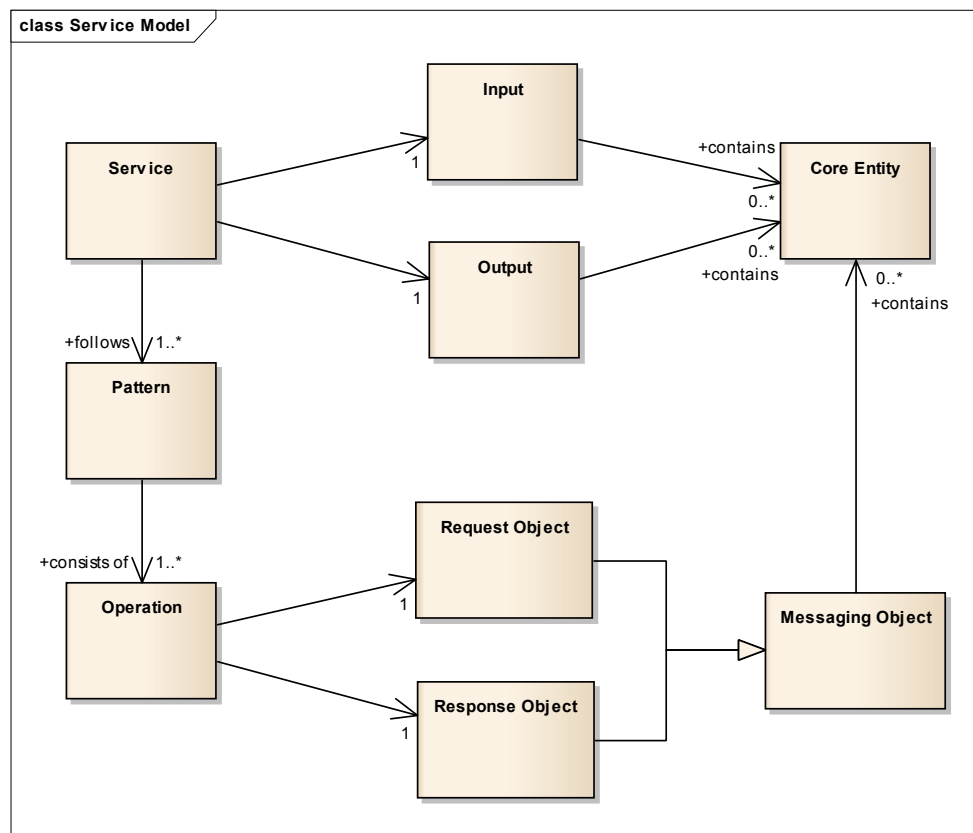 class Service Model
Input
Service
1
+contains
0..*
Core Entity
Output
1
0..*
+contains
0..*
+contains
+follows 1..*
Pattern
+consists of 1..*
Operation
Request Object
1
Messaging Object
Response Object
1